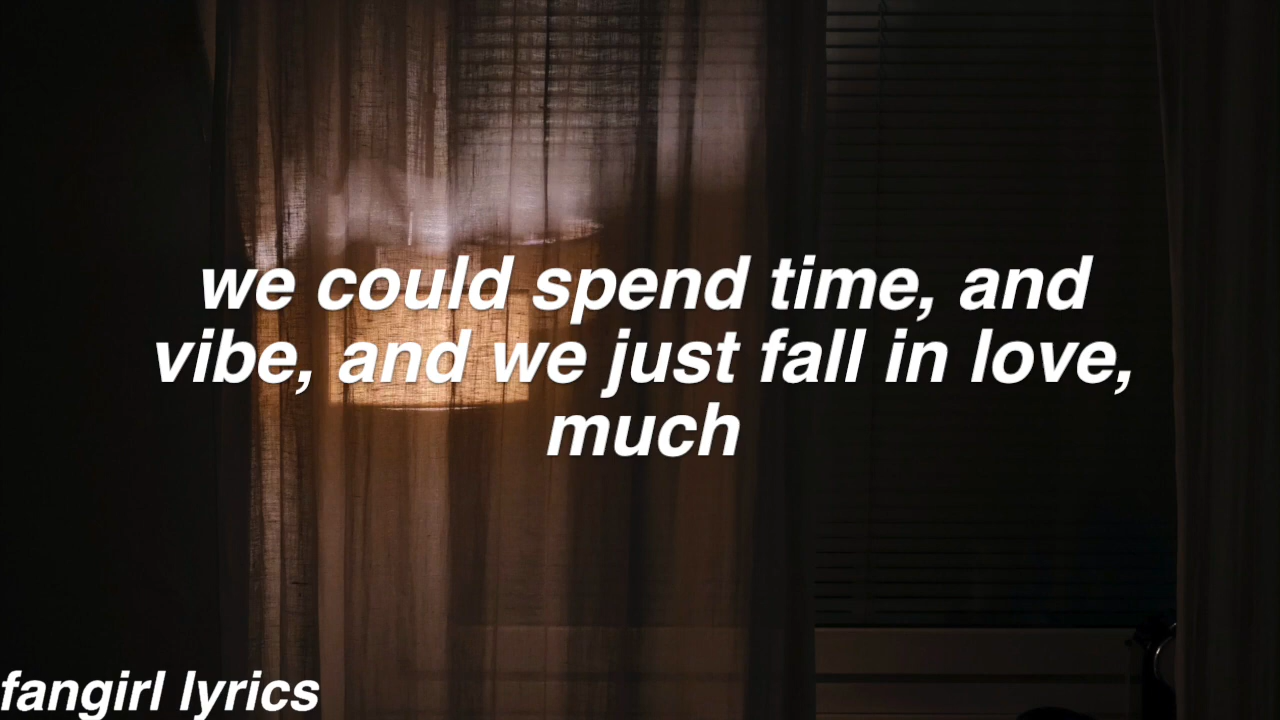 we could spend time, and
vibe, and we just fall in love,
much
fangirl lyrics